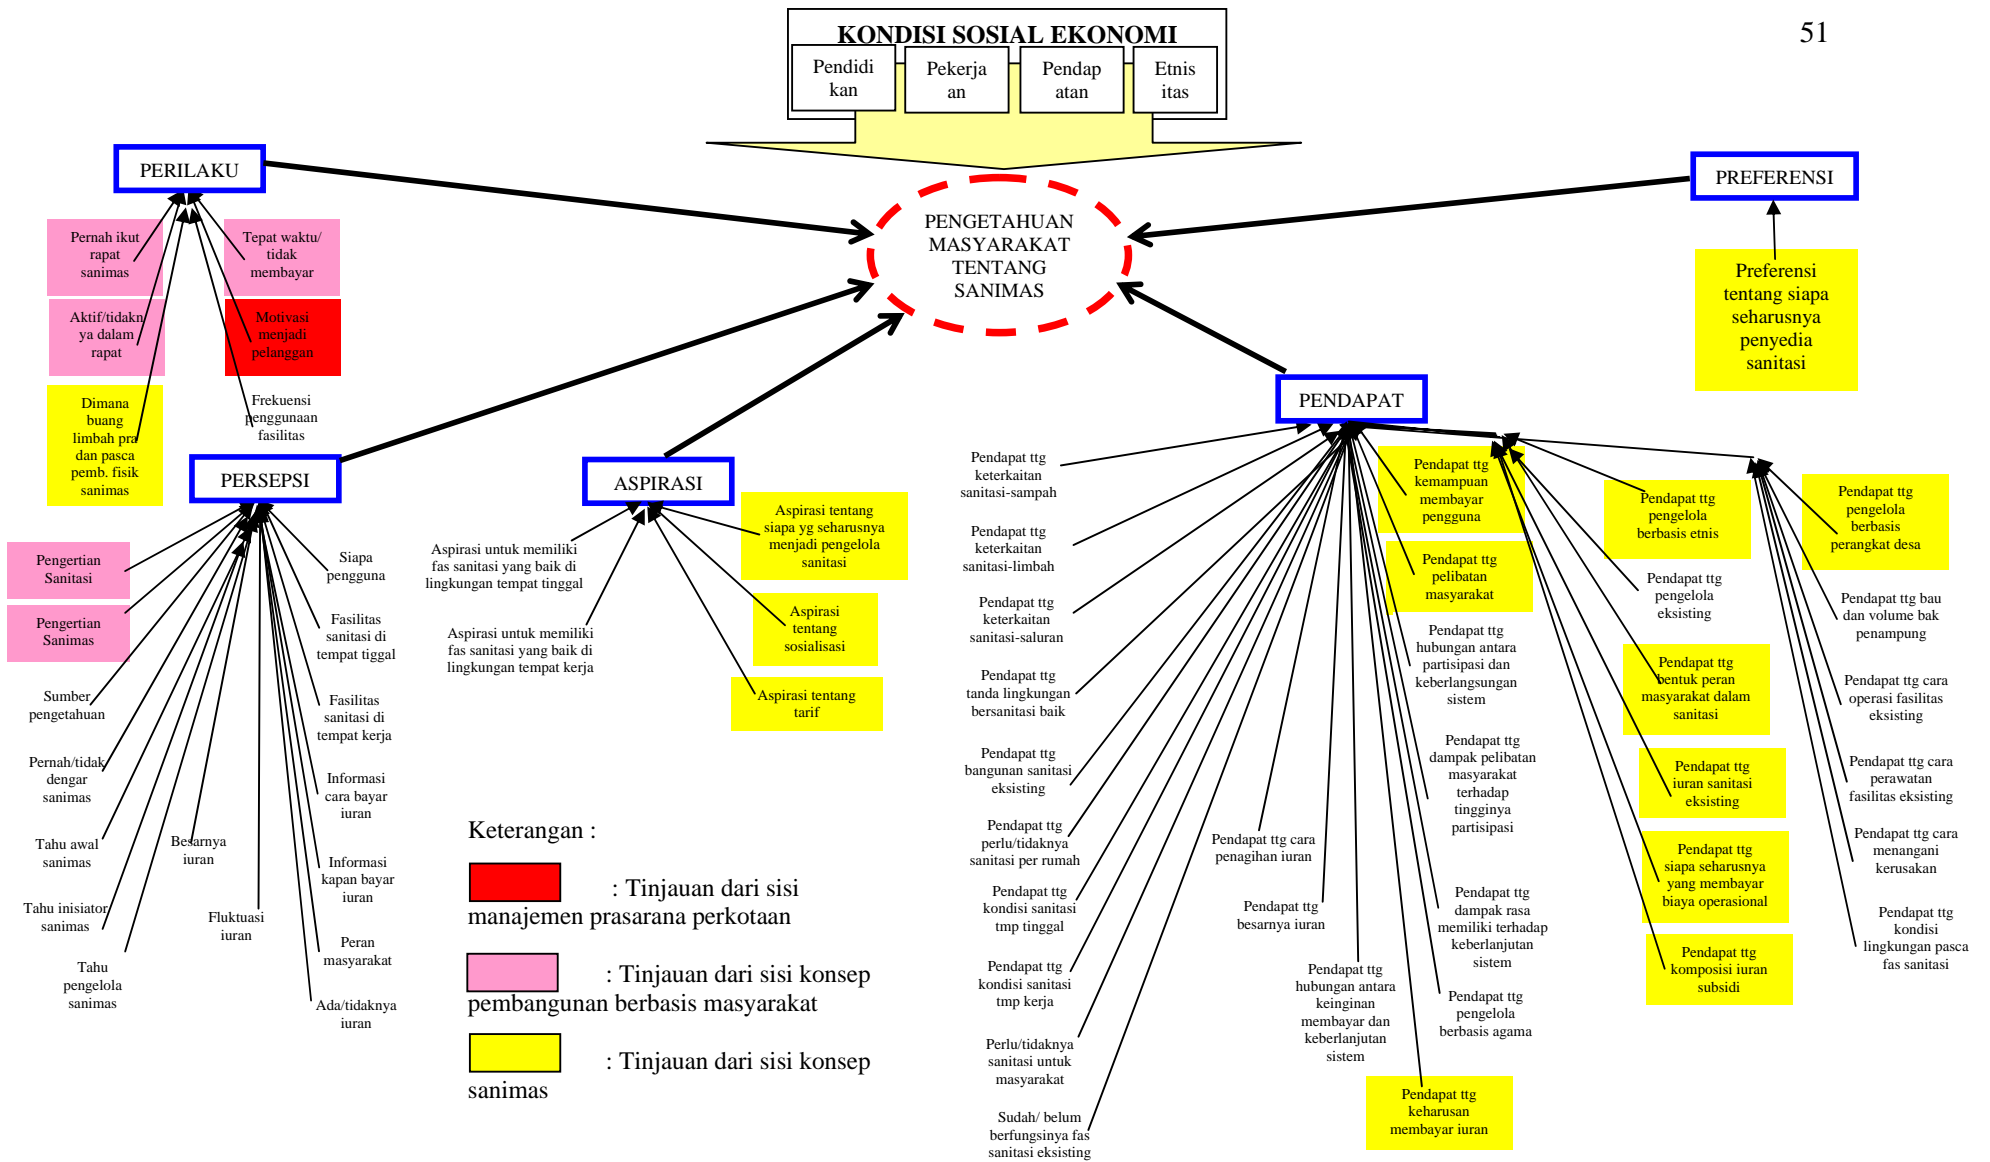 51
KONDISI SOSIAL EKONOMI
Pendidi
kan
Pekerja
an
Pendap
atan
Etnis
itas
PERILAKU
PREFERENSI
PENGETAHUAN
MASYARAKAT
TENTANG
SANIMAS
Pernah ikut
rapat
sanimas
Tepat waktu/
tidak
membayar
Aktif/tidakn
ya dalam
rapat
Motivasi
menjadi
pelanggan
Dimana
buang
limbah pra
dan pasca
pemb. fisik
sanimas
Frekuensi
penggunaan
fasilitas
Preferensi
tentang siapa
seharusnya
penyedia
sanitasi
PERSEPSI
Pengertian
Sanitasi
Pengertian
Sanimas
Sumber
pengetahuan
Pernah/tidak
dengar
sanimas
Tahu awal
sanimas
Tahu inisiator
sanimas
Tahu
pengelola
sanimas
Besarnya
iuran
Fluktuasi
iuran
Siapa
pengguna
Fasilitas
sanitasi di
tempat tiggal
Fasilitas
sanitasi di
tempat kerja
Informasi
cara bayar
iuran
Informasi
kapan bayar
iuran
Peran
masyarakat
Ada/tidaknya
iuran
ASPIRASI
Aspirasi untuk memiliki
fas sanitasi yang baik di
lingkungan tempat tinggal
Aspirasi untuk memiliki
fas sanitasi yang baik di
lingkungan tempat kerja
Aspirasi tentang
siapa yg seharusnya
menjadi pengelola
sanitasi
Aspirasi
tentang
sosialisasi
Aspirasi tentang
tarif
Keterangan :
: Tinjauan dari sisi
manajemen prasarana perkotaan
: Tinjauan dari sisi konsep
pembangunan berbasis masyarakat
: Tinjauan dari sisi konsep
sanimas
PENDAPAT
Pendapat ttg
keterkaitan
sanitasi-sampah
Pendapat ttg
keterkaitan
sanitasi-limbah
Pendapat ttg
keterkaitan
sanitasi-saluran
Pendapat ttg
tanda lingkungan
bersanitasi baik
Pendapat ttg
bangunan sanitasi
eksisting
Pendapat ttg
perlu/tidaknya
sanitasi per rumah
Pendapat ttg
kondisi sanitasi
tmp tinggal
Pendapat ttg
kondisi sanitasi
tmp kerja
Perlu/tidaknya
sanitasi untuk
masyarakat
Sudah/ belum
berfungsinya fas
sanitasi eksisting
Pendapat ttg cara
penagihan iuran
Pendapat ttg
besarnya iuran
Pendapat ttg
hubungan antara
keinginan
membayar dan
keberlanjutan
sistem
Pendapat ttg
keharusan
membayar iuran
Pendapat ttg
kemampuan
membayar
pengguna
Pendapat ttg
pelibatan
masyarakat
Pendapat ttg
hubungan antara
partisipasi dan
keberlangsungan
sistem
Pendapat ttg
dampak pelibatan
masyarakat
terhadap
tingginya
partisipasi
Pendapat ttg
dampak rasa
memiliki terhadap
keberlanjutan
sistem
Pendapat ttg
pengelola
berbasis agama
Pendapat ttg
pengelola
berbasis etnis
Pendapat ttg
pengelola
eksisting
Pendapat ttg
bentuk peran
masyarakat dalam
sanitasi
Pendapat ttg
iuran sanitasi
eksisting
Pendapat ttg
siapa seharusnya
yang membayar
biaya operasional
Pendapat ttg
komposisi iuran
subsidi
Pendapat ttg
pengelola
berbasis
perangkat desa
Pendapat ttg bau
dan volume bak
penampung
Pendapat ttg cara
operasi fasilitas
eksisting
Pendapat ttg cara
perawatan
fasilitas eksisting
Pendapat ttg cara
menangani
kerusakan
Pendapat ttg
kondisi
lingkungan pasca
fas sanitasi